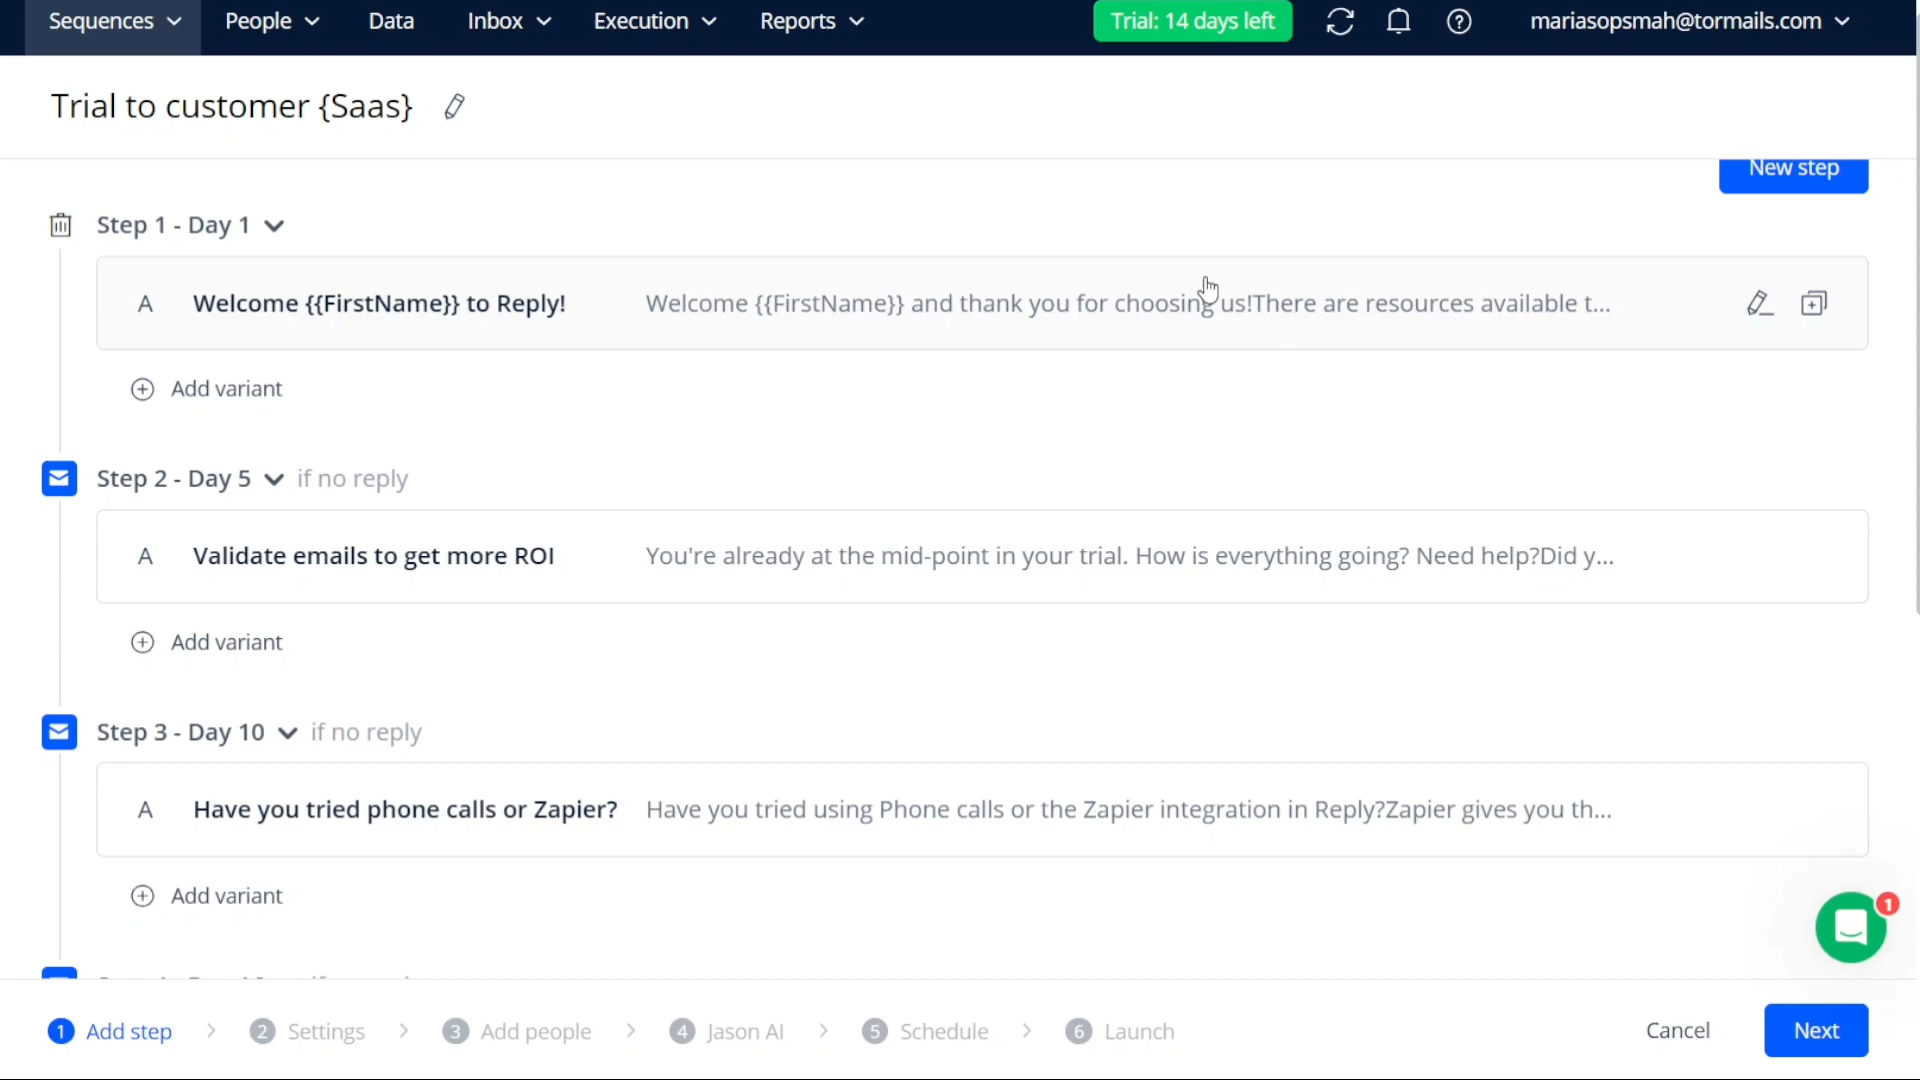 Sequences People Data Inbox Execution Reports Trial: 14 days left mariasopsmah@tormails.com
Trial to customer {Saas}
New step
Step 1 - Day 1
A Welcome {{FirstName}} to Reply! Welcome {{FirstName}} and thank you for choosing us!There are resources available t...
Add variant
Step 2 - Day 5 if no reply
A Validate emails to get more ROI You're already at the mid-point in your trial. How is everything going? Need help?Did y...
Add variant
Step 3 - Day 10 if no reply
A Have you tried phone calls or Zapier? Have you tried using Phone calls or the Zapier integration in Reply?Zapier gives you th...
Add variant
1
1 Add step 2 Settings 3 Add people 4 Jason AI 5 Schedule 6 Launch Cancel Next